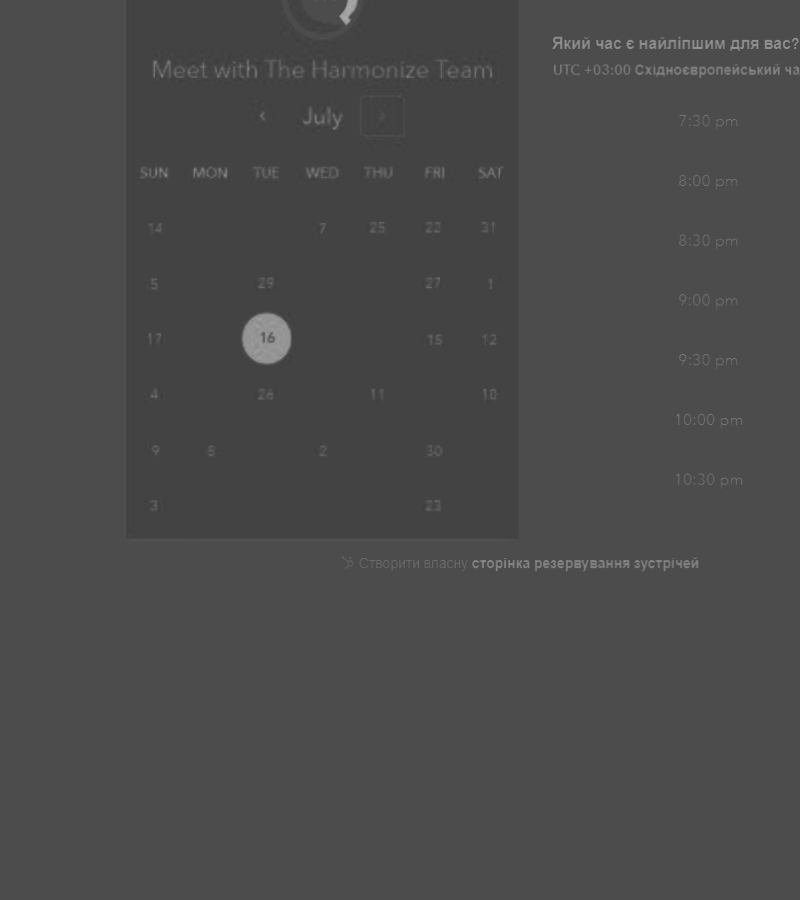 Meet with The Harmonize Team
‹ July ›
SUN MON TUE WED THU FRI SAT
14 7 25 22 31
5 29 27 1
17 16 15 12
4 26 11 10
9 8 2 30
3 23
Який час є найліпшим для вас?
UTC +03:00 Східноєвропейський ча
7:30 pm
8:00 pm
8:30 pm
9:00 pm
9:30 pm
10:00 pm
10:30 pm
Створити власну сторінка резервування зустрічей